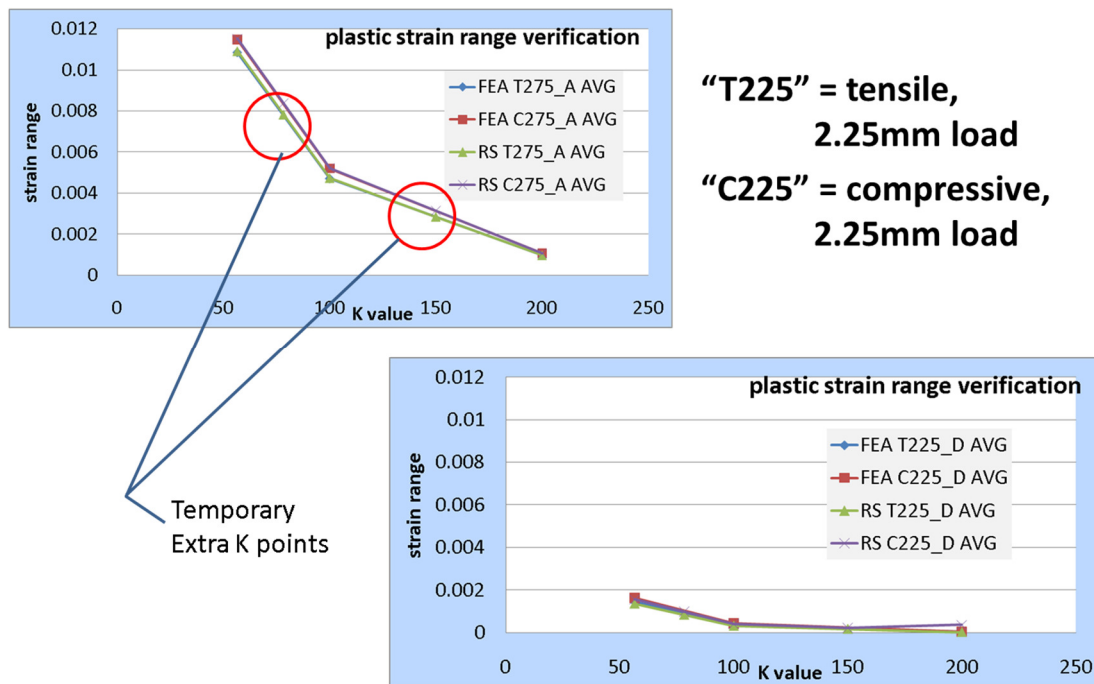 plastic strain range verification
0.012
0.01
0.008
0.006
0.004
0.002
0
strain range
FEA T275_A AVG
FEA C275_A AVG
RS T275_A AVG
RS C275_A AVG
0 50 100 150 200 250
K value
“T225” = tensile,
2.25mm load
“C225” = compressive,
2.25mm load
Temporary
Extra K points
plastic strain range verification
0.012
0.01
0.008
0.006
0.004
0.002
0
strain range
FEA T225_D AVG
FEA C225_D AVG
RS T225_D AVG
RS C225_D AVG
0 50 100 150 200 250
K value